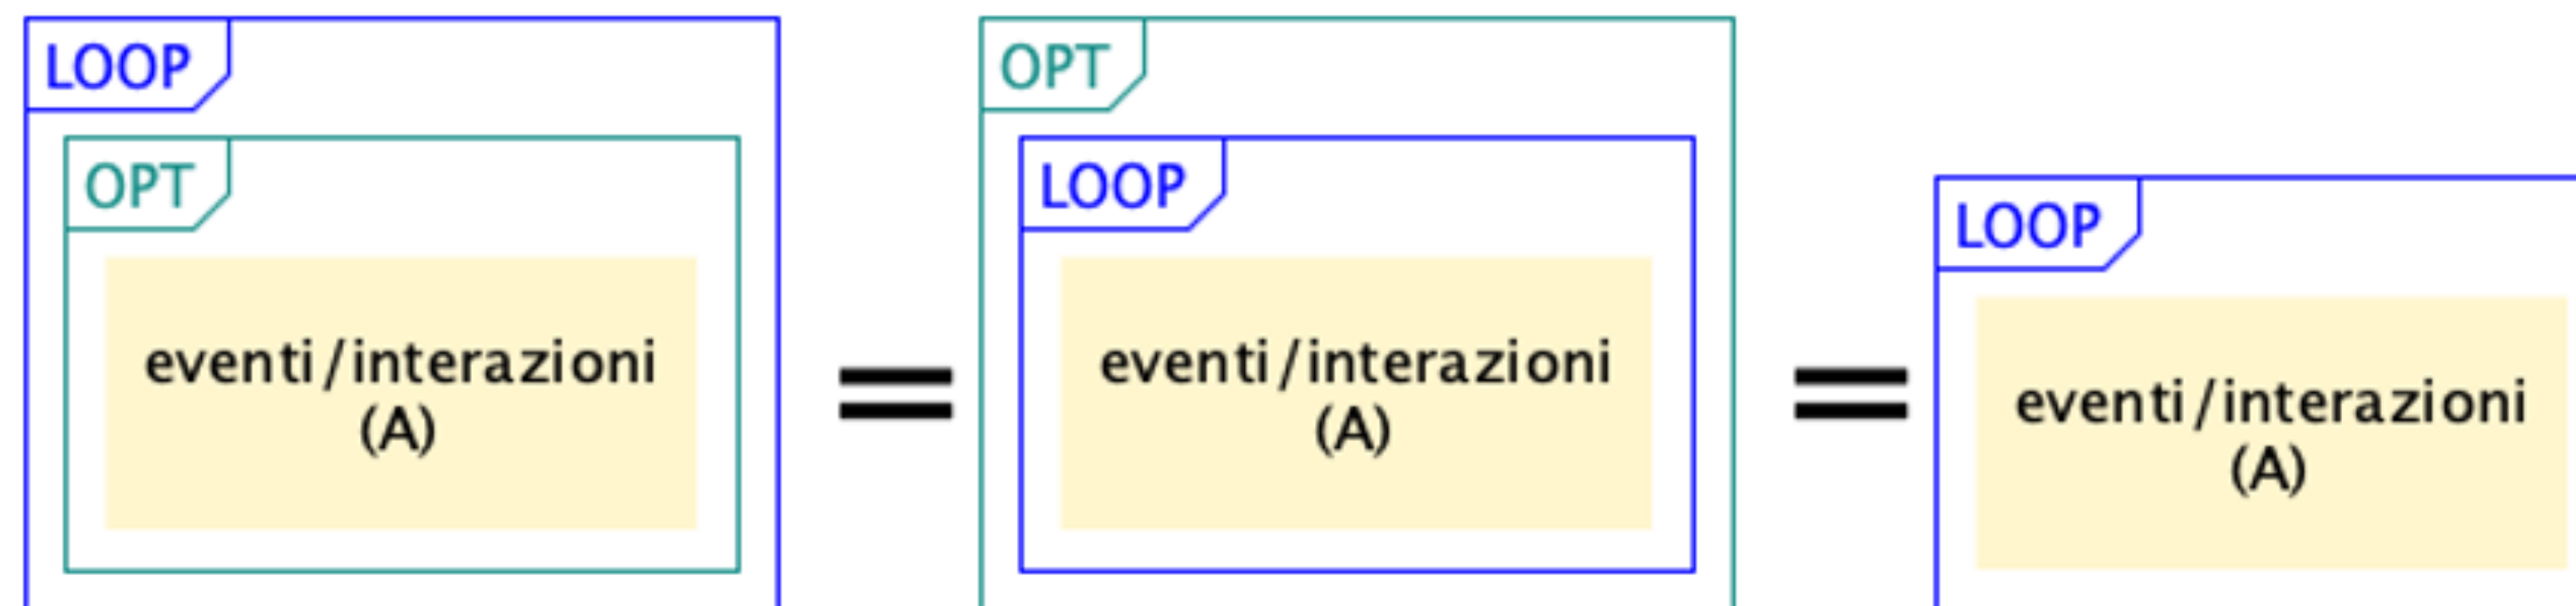 LOOP
OPT
eventi/interazioni
(A)
=
OPT
LOOP
eventi/interazioni
(A)
=
LOOP
eventi/interazioni
(A)